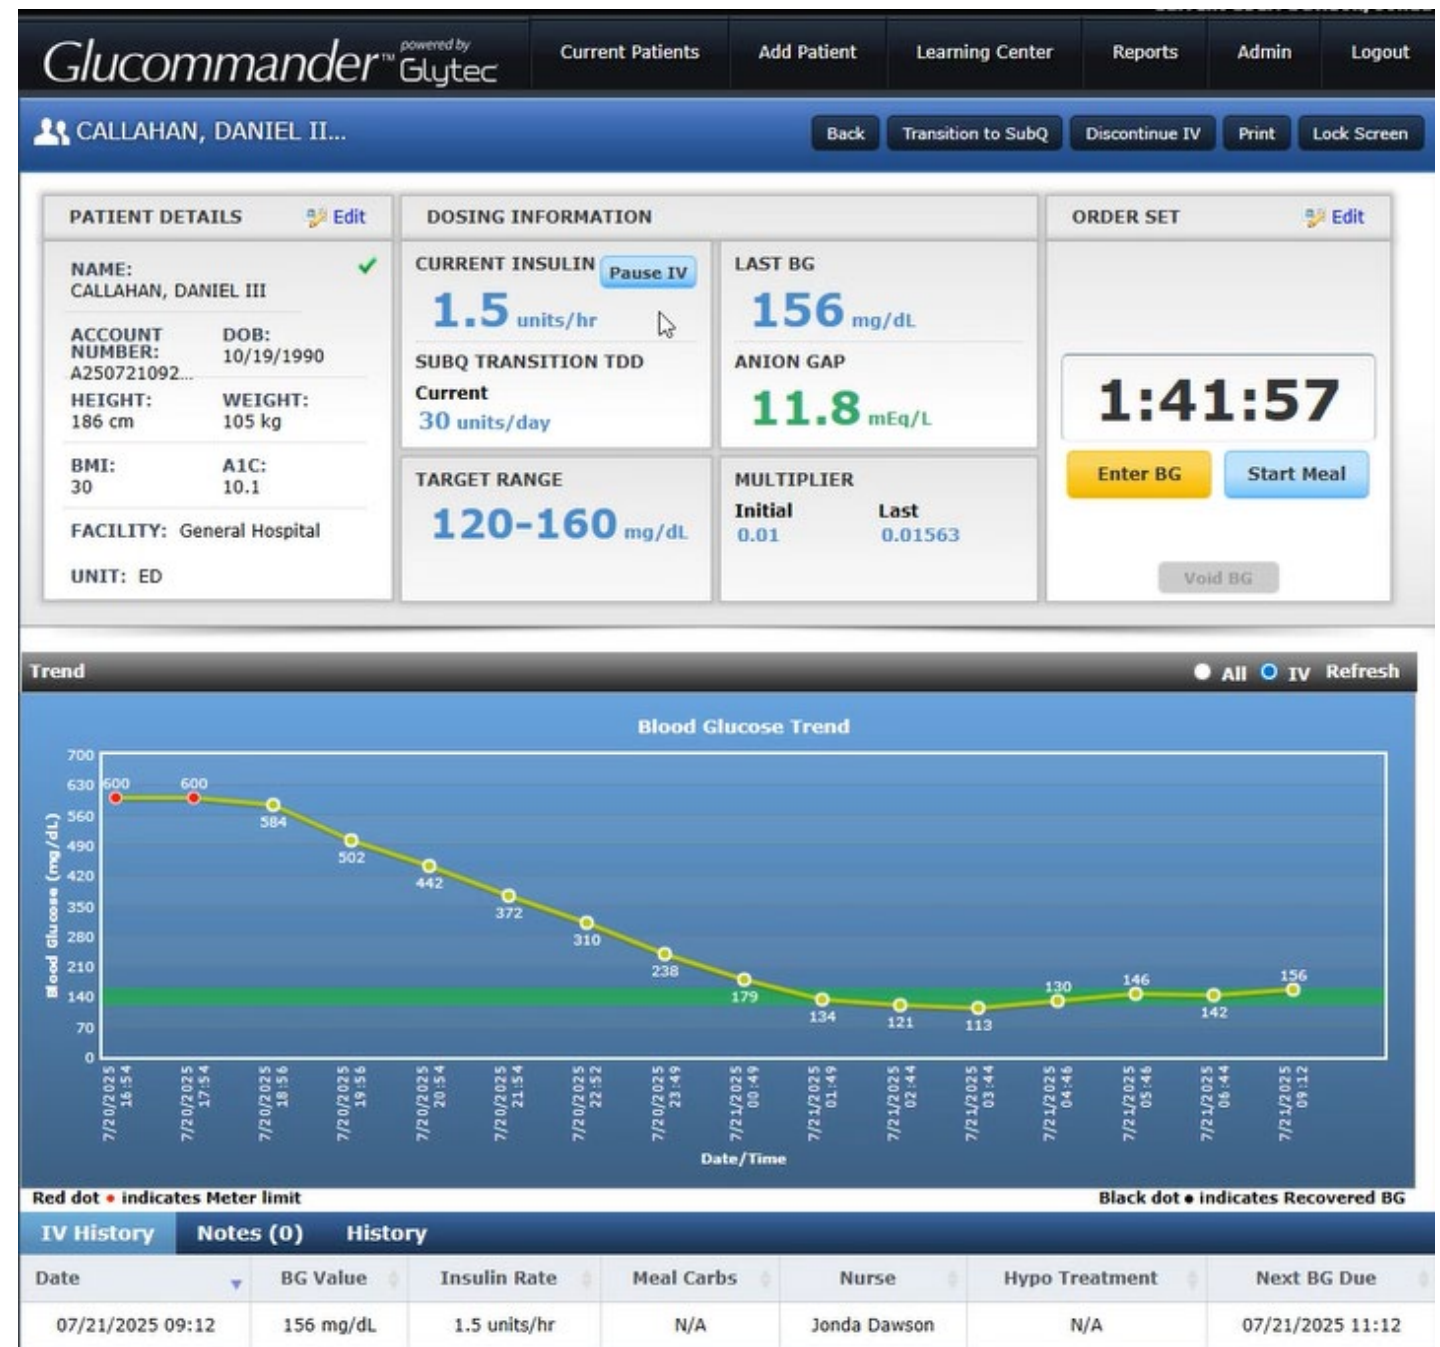 Glucommander™ powered by Glytec
Current Patients
Add Patient
Learning Center
Reports
Admin
Logout
CALLAHAN, DANIEL II...
Back
Transition to SubQ
Discontinue IV
Print
Lock Screen
PATIENT DETAILS
Edit
NAME:
CALLAHAN, DANIEL III
ACCOUNT NUMBER:
A250721092...
DOB:
10/19/1990
HEIGHT:
186 cm
WEIGHT:
105 kg
BMI:
30
A1C:
10.1
FACILITY: General Hospital
UNIT: ED
DOSING INFORMATION
CURRENT INSULIN
Pause IV
1.5 units/hr
SUBQ TRANSITION TDD
Current
30 units/day
LAST BG
156 mg/dL
ANION GAP
11.8 mEq/L
TARGET RANGE
120-160 mg/dL
MULTIPLIER
Initial
0.01
Last
0.01563
ORDER SET
Edit
1:41:57
Enter BG
Start Meal
Void BG
Trend
All
IV
Refresh
Blood Glucose Trend
Blood Glucose (mg/dL)
700
630
560
490
420
350
280
210
140
70
0
600
600
584
502
442
372
310
238
179
134
121
113
130
146
142
156
7/20/2025 16:54
7/20/2025 17:54
7/20/2025 18:56
7/20/2025 19:56
7/20/2025 20:54
7/20/2025 21:54
7/20/2025 22:52
7/20/2025 23:49
7/21/2025 00:49
7/21/2025 01:49
7/21/2025 02:44
7/21/2025 03:44
7/21/2025 04:46
7/21/2025 05:46
7/21/2025 06:44
7/21/2025 09:12
Date/Time
Red dot • indicates Meter limit
Black dot • indicates Recovered BG
IV History
Notes (0)
History
Date
BG Value
Insulin Rate
Meal Carbs
Nurse
Hypo Treatment
Next BG Due
07/21/2025 09:12
156 mg/dL
1.5 units/hr
N/A
Jonda Dawson
N/A
07/21/2025 11:12